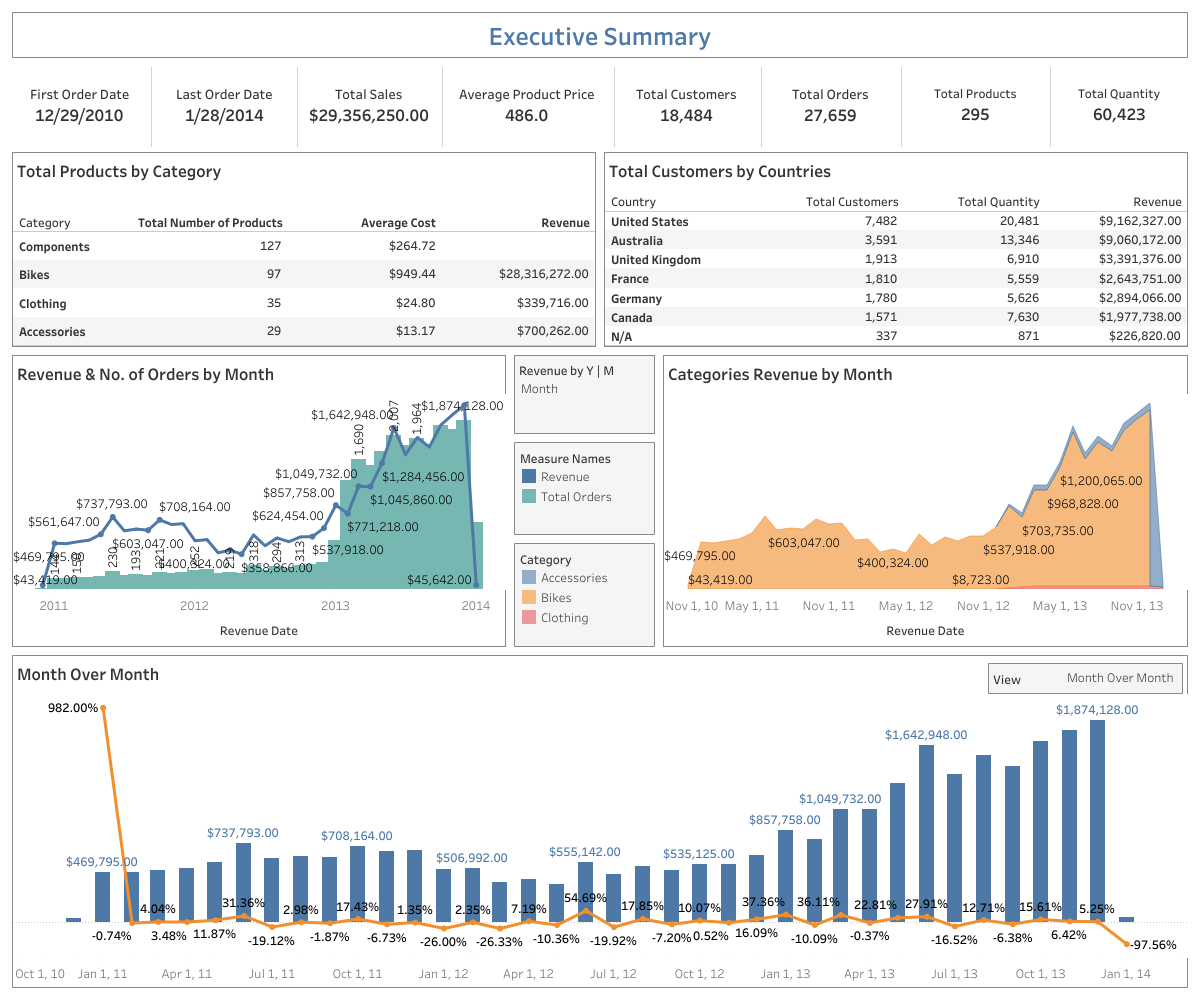 Executive Summary
First Order Date
12/29/2010
Last Order Date
1/28/2014
Total Sales
$29,356,250.00
Average Product Price
486.0
Total Customers
18,484
Total Orders
27,659
Total Products
295
Total Quantity
60,423
Total Products by Category
Category Total Number of Products Average Cost Revenue
Components 127 $264.72
Bikes 97 $949.44 $28,316,272.00
Clothing 35 $24.80 $339,716.00
Accessories 29 $13.17 $700,262.00
Total Customers by Countries
Country Total Customers Total Quantity Revenue
United States 7,482 20,481 $9,162,327.00
Australia 3,591 13,346 $9,060,172.00
United Kingdom 1,913 6,910 $3,391,376.00
France 1,810 5,559 $2,643,751.00
Germany 1,780 5,626 $2,894,066.00
Canada 1,571 7,630 $1,977,738.00
N/A 337 871 $226,820.00
Revenue & No. of Orders by Month
$1,874,128.00
$1,642,948.00
2,007
1,964
1,690
$1,049,732.00
$1,284,456.00
$857,758.00
$1,045,860.00
$737,793.00
$708,164.00
$561,647.00
$624,454.00
$771,218.00
$603,047.00
$537,918.00
$469,795.00
230
193
318
294
313
$400,324.00
$358,866.00
$43,419.00
$45,642.00
2011 2012 2013 2014
Revenue Date
Revenue by Y | M
Month
Measure Names
Revenue
Total Orders
Category
Accessories
Bikes
Clothing
Categories Revenue by Month
$1,200,065.00
$968,828.00
$703,735.00
$603,047.00
$537,918.00
$469,795.00
$400,324.00
$43,419.00
$8,723.00
Nov 1, 10 May 1, 11 Nov 1, 11 May 1, 12 Nov 1, 12 May 1, 13 Nov 1, 13
Revenue Date
Month Over Month
View Month Over Month
982.00%
$1,874,128.00
$1,642,948.00
$1,049,732.00
$857,758.00
$737,793.00
$708,164.00
$469,795.00
$506,992.00
$555,142.00
$535,125.00
4.04% 31.36% 2.98% 17.43% 1.35% 2.35% 7.19% 54.69% 17.85% 10.07% 37.36% 36.11% 22.81% 27.91% 12.71% 15.61% 5.25%
-0.74% 3.48% 11.87% -19.12% -1.87% -6.73% -26.00% -26.33% -10.36% -19.92% -7.20% 0.52% 16.09% -10.09% -0.37% -16.52% -6.38% 6.42% -97.56%
Oct 1, 10 Jan 1, 11 Apr 1, 11 Jul 1, 11 Oct 1, 11 Jan 1, 12 Apr 1, 12 Jul 1, 12 Oct 1, 12 Jan 1, 13 Apr 1, 13 Jul 1, 13 Oct 1, 13 Jan 1, 14